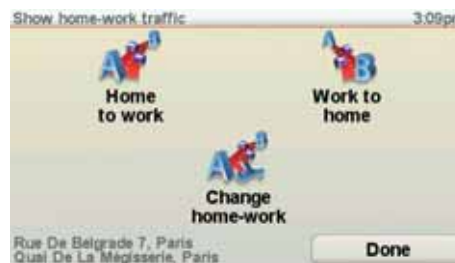 Show home-work traffic 3:09p
A B
Home
to work
A B
Work to
home
A B
Change
home-work
Rue De Belgrade 7, Paris
Quai De La Mégisserie, Paris
Done